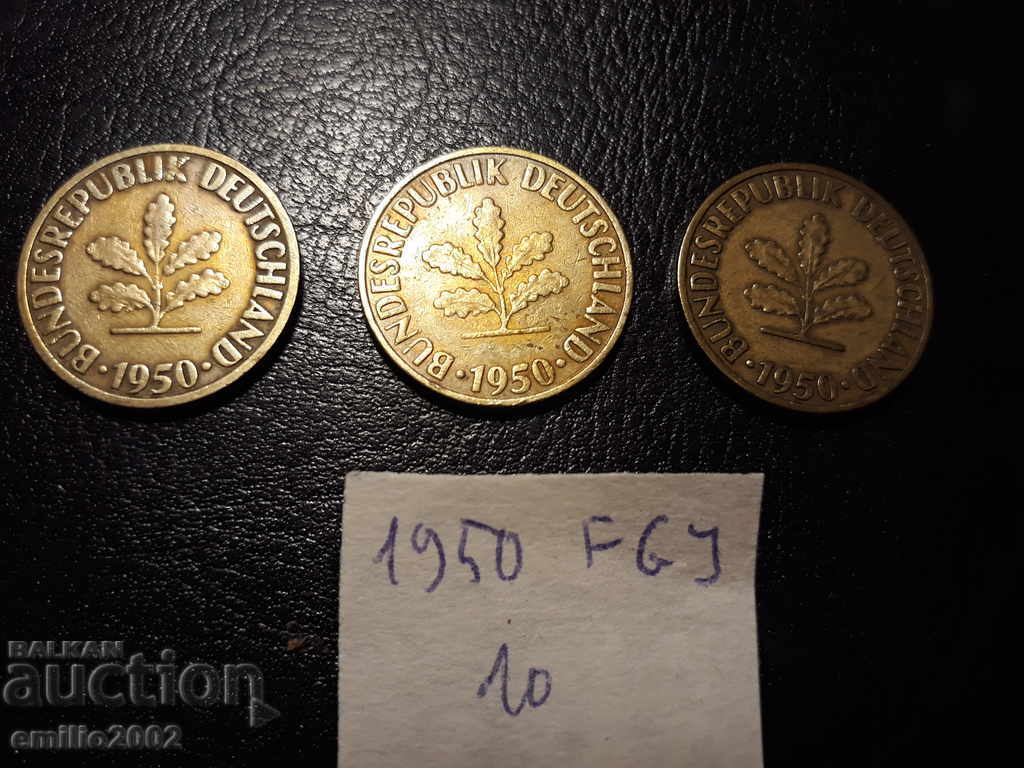 BUNDESREPUBLIK DEUTSCHLAND
· 1950 ·
BUNDESREPUBLIK DEUTSCHLAND
· 1950 ·
BUNDESREPUBLIK DEUTSCHLAND
· 1950 ·
1950 FGJ
10
BALKAN
auction
emilio2002